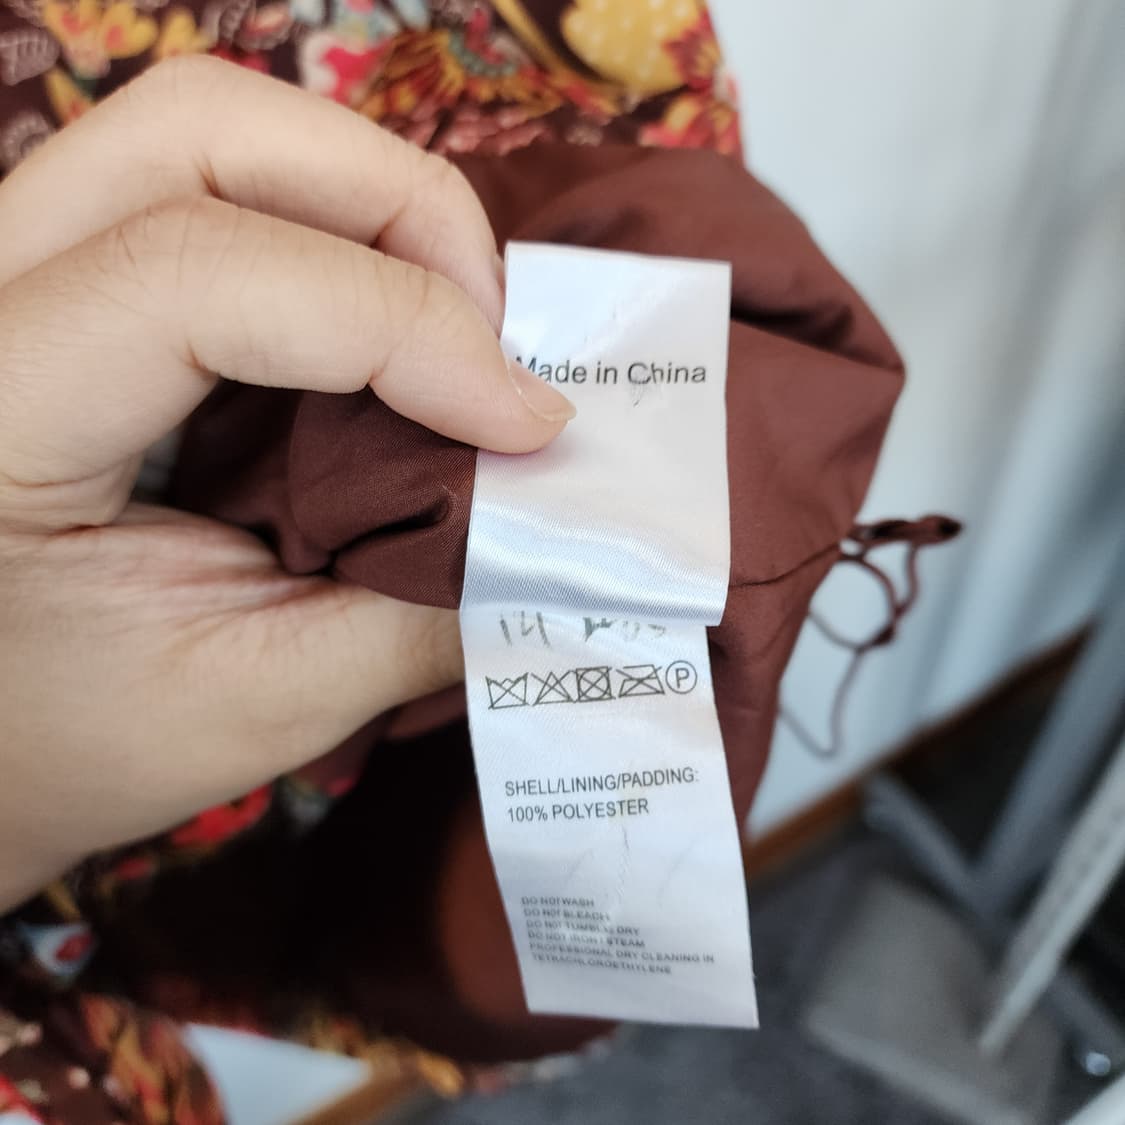 Made in China
P
SHELL/LINING/PADDING:
100% POLYESTER
DO NOT WASH
DO NOT BLEACH
DO NOT TUMBLE DRY
DO NOT IRON / STEAM
PROFESSIONAL DRY CLEANING IN
TETRACHLOROETHYLENE